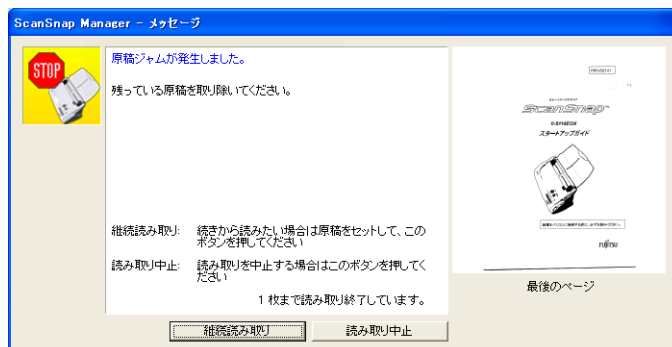 ScanSnap Manager - メッセージ
STOP
原稿ジャムが発生しました。
残っている原稿を取り除いてください。
継続読み取り: 続きから読みたい場合は原稿をセットして、この
ボタンを押してください
読み取り中止: 読み取りを中止する場合はこのボタンを押してく
ださい
1 枚まで読み取り終了しています。
継続読み取り
読み取り中止
ScanSnap
スタートアップガイド
FUJITSU
最後のページ